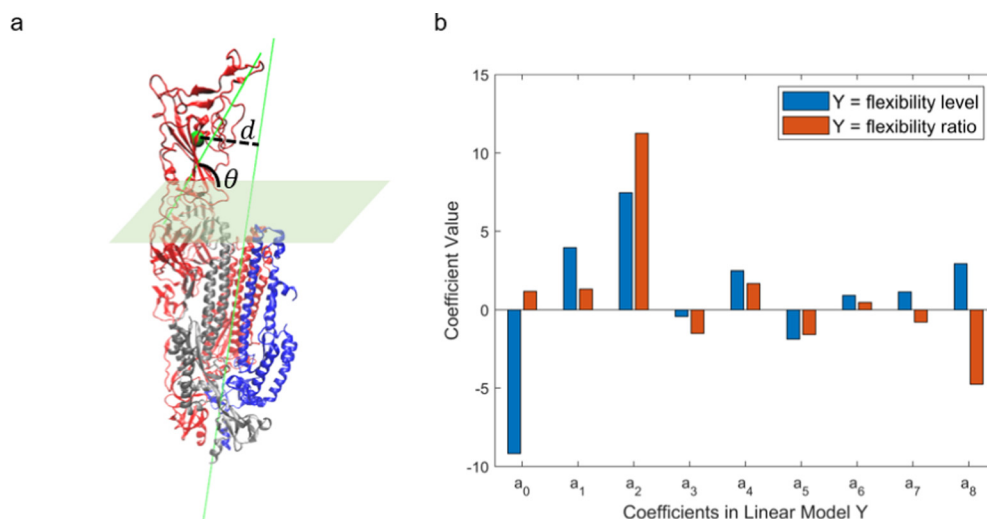 a
b
d
θ
Y = flexibility level
Y = flexibility ratio
15
10
5
0
-5
-10
Coefficient Value
a₀ a₁ a₂ a₃ a₄ a₅ a₆ a₇ a₈
Coefficients in Linear Model Y